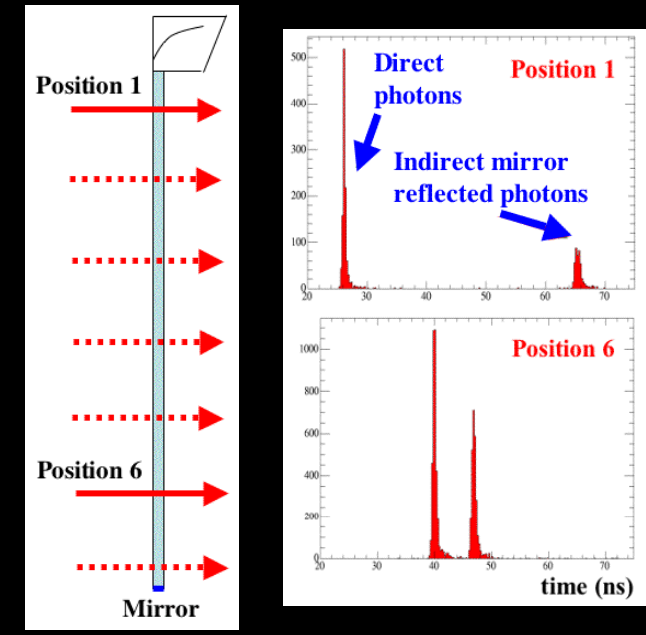 Position 1
Position 6
Mirror
Direct
photons
Position 1
Indirect mirror
reflected photons
500
400
300
200
100
0
20 30 40 50 60 70
Position 6
1000
800
600
400
200
0
20 30 40 50 60 70
time (ns)